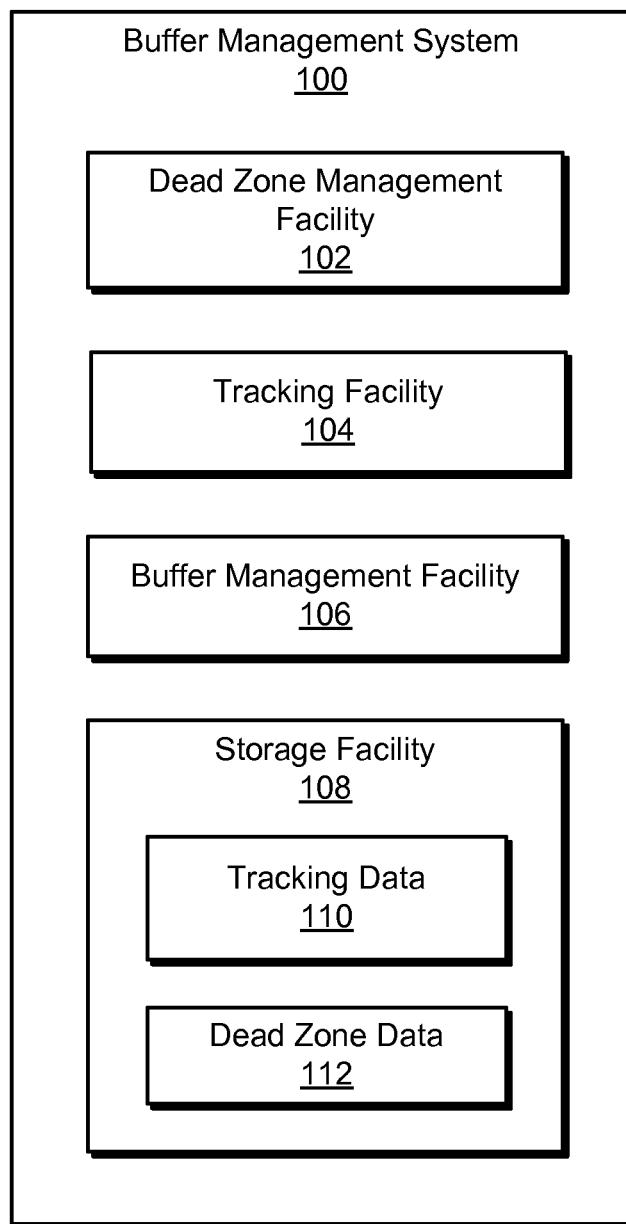 Buffer Management System
100
Dead Zone Management
Facility
102
Tracking Facility
104
Buffer Management Facility
106
Storage Facility
108
Tracking Data
110
Dead Zone Data
112